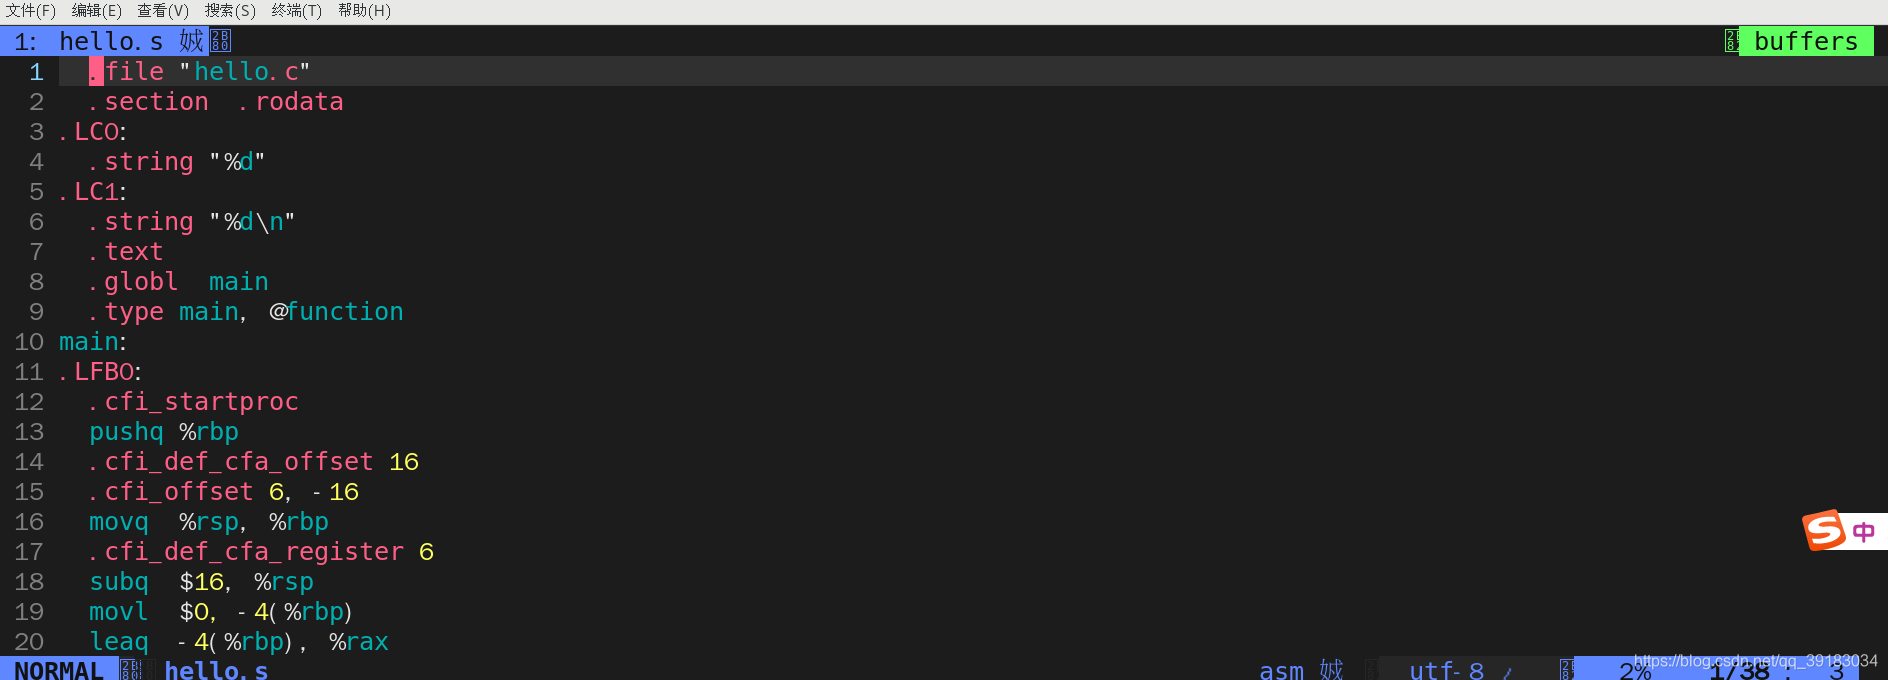 文件(F) 编辑(E) 查看(V) 搜索(S) 终端(T) 帮助(H)
1: hello.s buffers
1 .file "hello.c"
2 .section .rodata
3 .LC0:
4 .string "%d"
5 .LC1:
6 .string "%d\n"
7 .text
8 .globl main
9 .type main, @function
10 main:
11 .LFB0:
12 .cfi_startproc
13 pushq %rbp
14 .cfi_def_cfa_offset 16
15 .cfi_offset 6, -16
16 movq %rsp, %rbp
17 .cfi_def_cfa_register 6
18 subq $16, %rsp
19 movl $0, -4(%rbp)
20 leaq -4(%rbp), %rax
NORMAL hello.s asm utf-8 2% 1/38 : 3
https://blog.csdn.net/qq_39183034
中